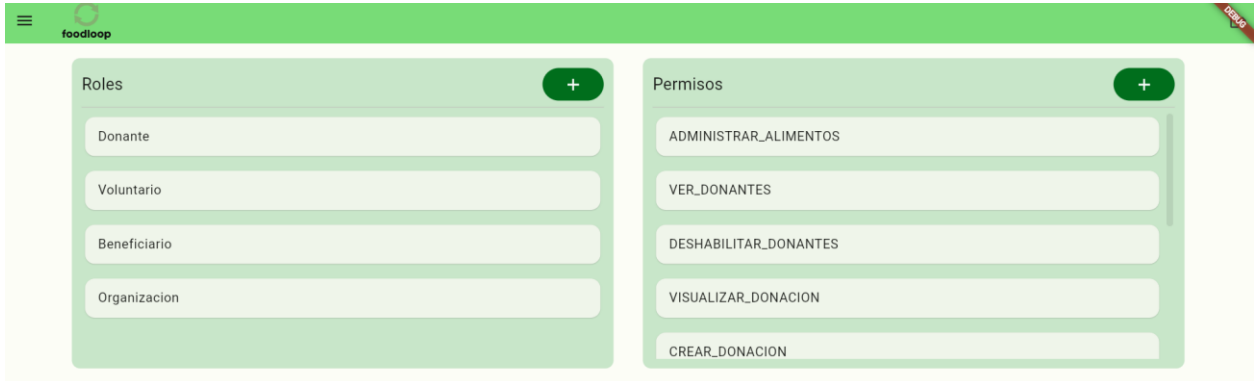 foodloop
DEBUG
Roles
+
Donante
Voluntario
Beneficiario
Organizacion
Permisos
+
ADMINISTRAR_ALIMENTOS
VER_DONANTES
DESHABILITAR_DONANTES
VISUALIZAR_DONACION
CREAR_DONACION